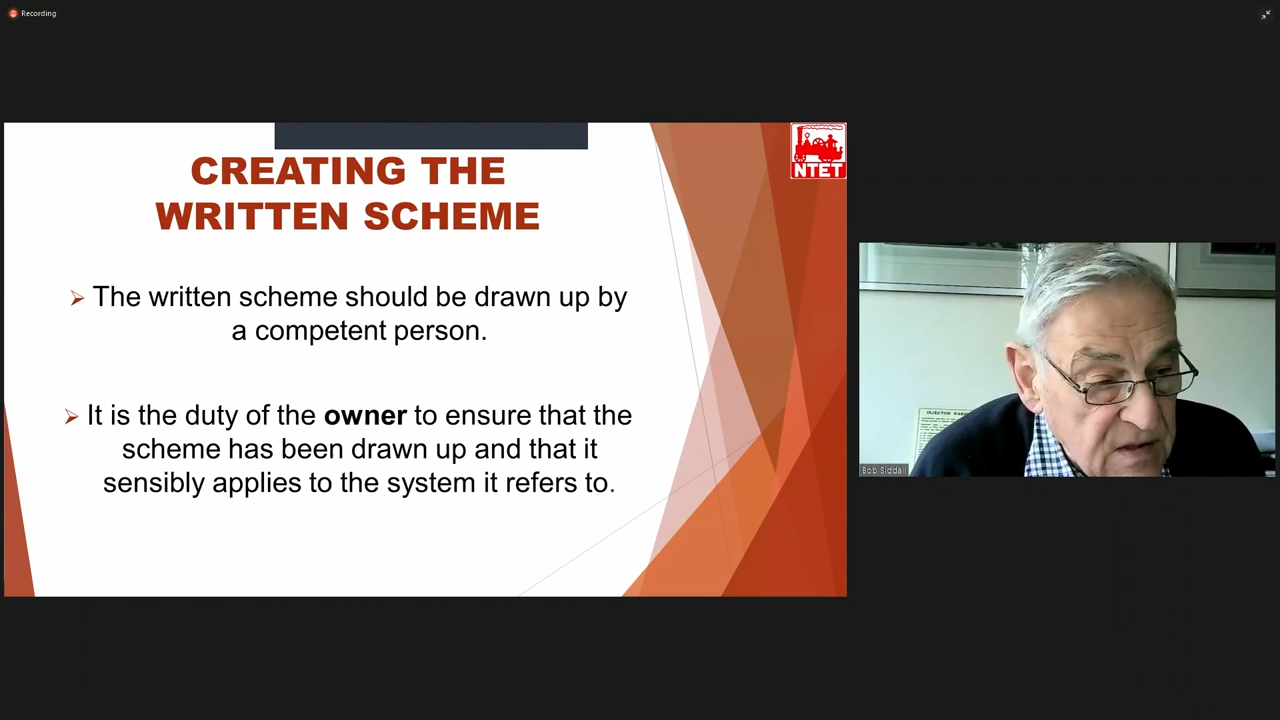 Recording
NTET
CREATING THE
WRITTEN SCHEME
➢ The written scheme should be drawn up by
a competent person.
➢ It is the duty of the owner to ensure that the
scheme has been drawn up and that it
sensibly applies to the system it refers to.
Bob Siddall